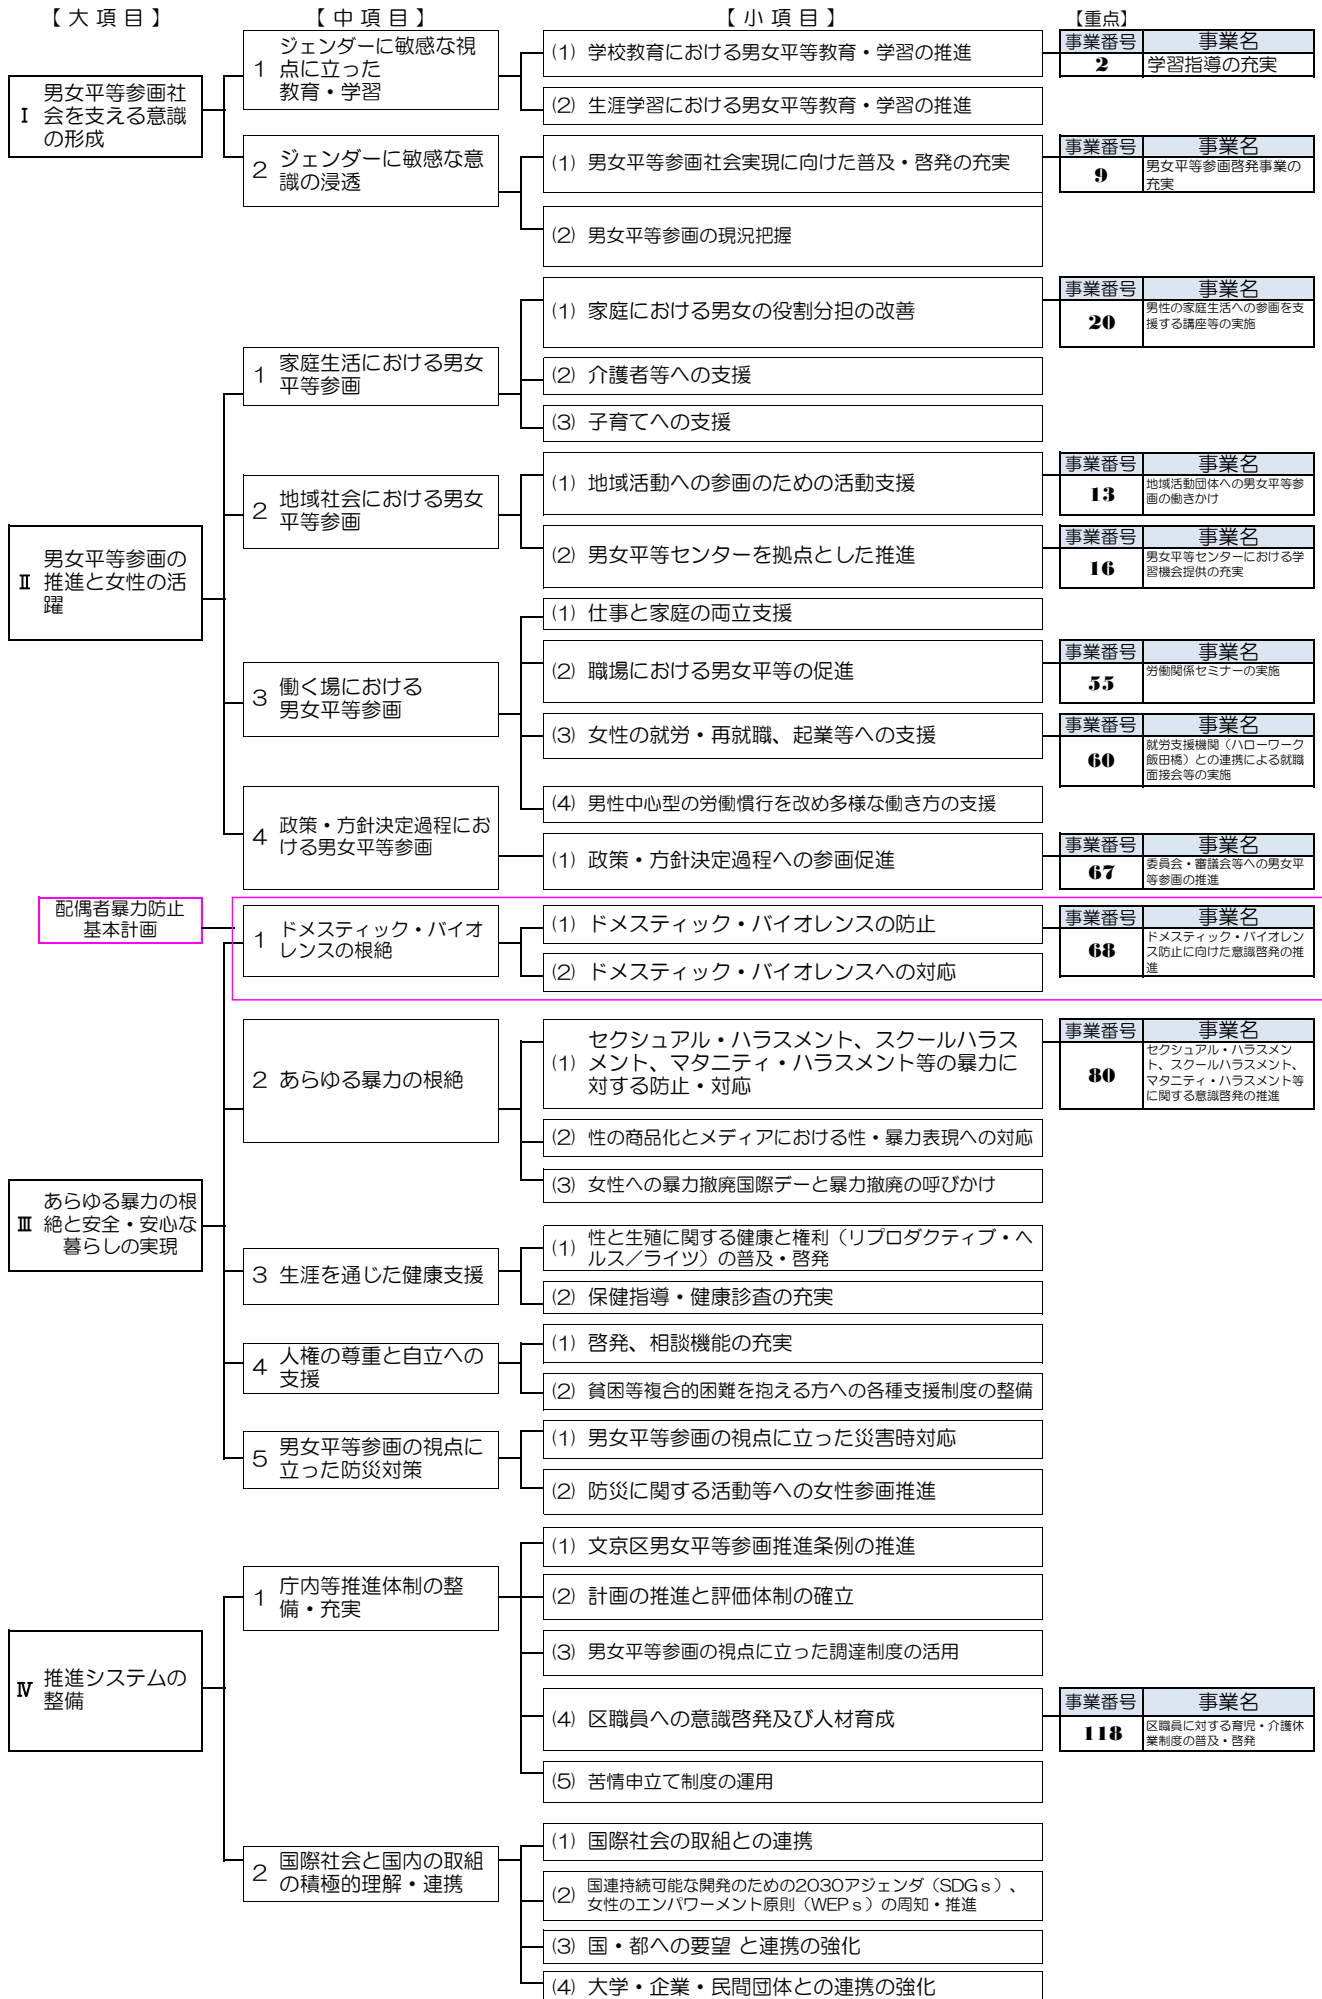 【 大 項 目 】
【 中 項 目 】
【 小 項 目 】
【重点】
Ⅰ
男女平等参画社
会を支える意識
の形成
1
ジェンダーに敏感な視
点に立った
教育・学習
(1) 学校教育における男女平等教育・学習の推進
事業番号 事業名
2 学習指導の充実
(2) 生涯学習における男女平等教育・学習の推進
2
ジェンダーに敏感な意
識の浸透
(1) 男女平等参画社会実現に向けた普及・啓発の充実
事業番号 事業名
9
男女平等参画啓発事業の
充実
(2) 男女平等参画の現況把握
Ⅱ
男女平等参画の
推進と女性の活
躍
1
家庭生活における男女
平等参画
(1) 家庭における男女の役割分担の改善
事業番号 事業名
20
男性の家庭生活への参画を支
援する講座等の実施
(2) 介護者等への支援
(3) 子育てへの支援
2
地域社会における男女
平等参画
(1) 地域活動への参画のための活動支援
事業番号 事業名
13
地域活動団体への男女平等参
画の働きかけ
(2) 男女平等センターを拠点とした推進
事業番号 事業名
16
男女平等センターにおける学
習機会提供の充実
3
働く場における
男女平等参画
(1) 仕事と家庭の両立支援
(2) 職場における男女平等の促進
事業番号 事業名
55
労働関係セミナーの実施
(3) 女性の就労・再就職、起業等への支援
事業番号 事業名
60
就労支援機関（ハローワーク
飯田橋）との連携による就職
面接会等の実施
(4) 男性中心型の労働慣行を改め多様な働き方の支援
4
政策・方針決定過程にお
ける男女平等参画
(1) 政策・方針決定過程への参画促進
事業番号 事業名
67
委員会・審議会等への男女平
等参画の推進
配偶者暴力防止
基本計画
Ⅲ
あらゆる暴力の根
絶と安全・安心な
暮らしの実現
1
ドメスティック・バイオ
レンスの根絶
(1) ドメスティック・バイオレンスの防止
事業番号 事業名
68
ドメスティック・バイオレン
ス防止に向けた意識啓発の推
進
(2) ドメスティック・バイオレンスへの対応
2 あらゆる暴力の根絶
(1)
セクシュアル・ハラスメント、スクールハラス
メント、マタニティ・ハラスメント等の暴力に
対する防止・対応
事業番号 事業名
80
セクシュアル・ハラスメン
ト、スクールハラスメント、
マタニティ・ハラスメント等
に関する意識啓発の推進
(2) 性の商品化とメディアにおける性・暴力表現への対応
(3) 女性への暴力撤廃国際デーと暴力撤廃の呼びかけ
3 生涯を通じた健康支援
(1)
性と生殖に関する健康と権利（リプロダクティブ・ヘ
ルス／ライツ）の普及・啓発
(2) 保健指導・健康診査の充実
4
人権の尊重と自立への
支援
(1) 啓発、相談機能の充実
(2) 貧困等複合的困難を抱える方への各種支援制度の整備
5
男女平等参画の視点に
立った防災対策
(1) 男女平等参画の視点に立った災害時対応
(2) 防災に関する活動等への女性参画推進
Ⅳ
推進システムの
整備
1
庁内等推進体制の整
備・充実
(1) 文京区男女平等参画推進条例の推進
(2) 計画の推進と評価体制の確立
(3) 男女平等参画の視点に立った調達制度の活用
(4) 区職員への意識啓発及び人材育成
事業番号 事業名
118
区職員に対する育児・介護休
業制度の普及・啓発
(5) 苦情申立て制度の運用
2
国際社会と国内の取組
の積極的理解・連携
(1) 国際社会の取組との連携
(2)
国連持続可能な開発のための2030アジェンダ（SDGｓ）、
女性のエンパワーメント原則（WEPｓ）の周知・推進
(3) 国・都への要望 と連携の強化
(4) 大学・企業・民間団体との連携の強化